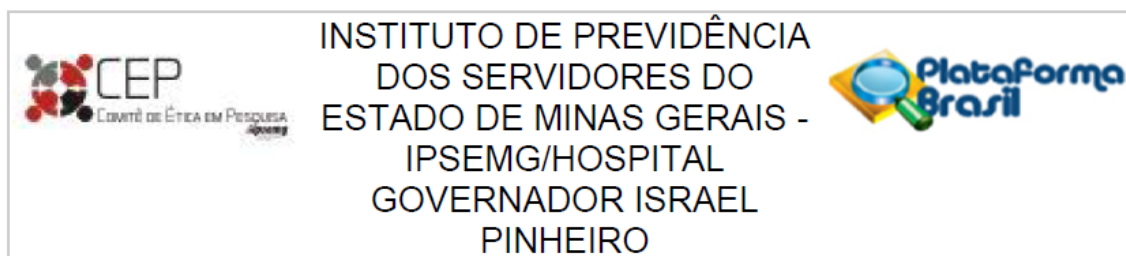 CEP
COMITÊ DE ÉTICA EM PESQUISA
ipsemg
INSTITUTO DE PREVIDÊNCIA
DOS SERVIDORES DO
ESTADO DE MINAS GERAIS -
IPSEMG/HOSPITAL
GOVERNADOR ISRAEL
PINHEIRO
Plataforma
Brasil